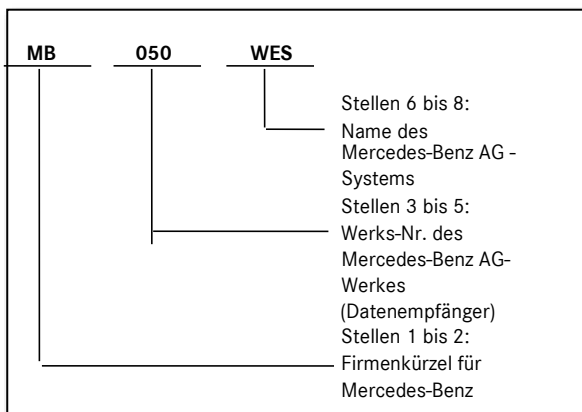 MB 050 WES
Stellen 6 bis 8:
Name des
Mercedes-Benz AG -
Systems
Stellen 3 bis 5:
Werks-Nr. des
Mercedes-Benz AG-
Werkes
(Datenempfänger)
Stellen 1 bis 2:
Firmenkürzel für
Mercedes-Benz